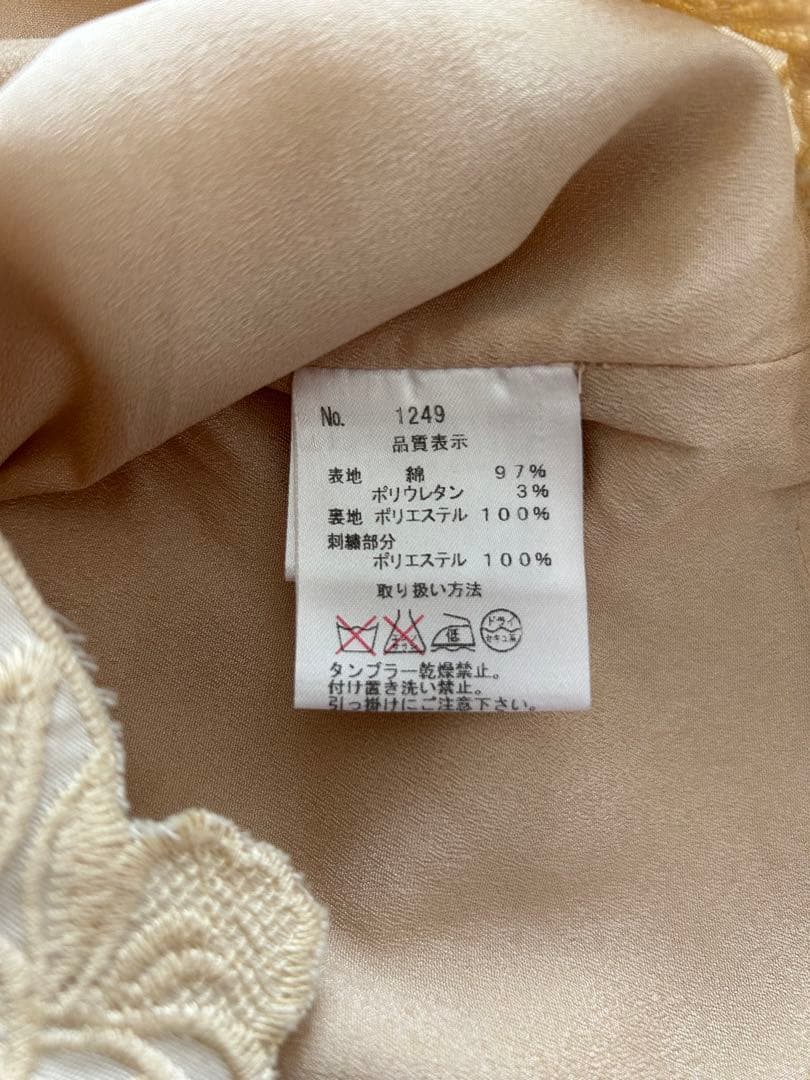 No. 1249
品質表示
表地 綿 97%
ポリウレタン 3%
裏地 ポリエステル 100%
刺繍部分
ポリエステル 100%
取り扱い方法
低 ドライ セキユ系
タンブラー乾燥禁止。
付け置き洗い禁止。
引っ掛けにご注意下さい。